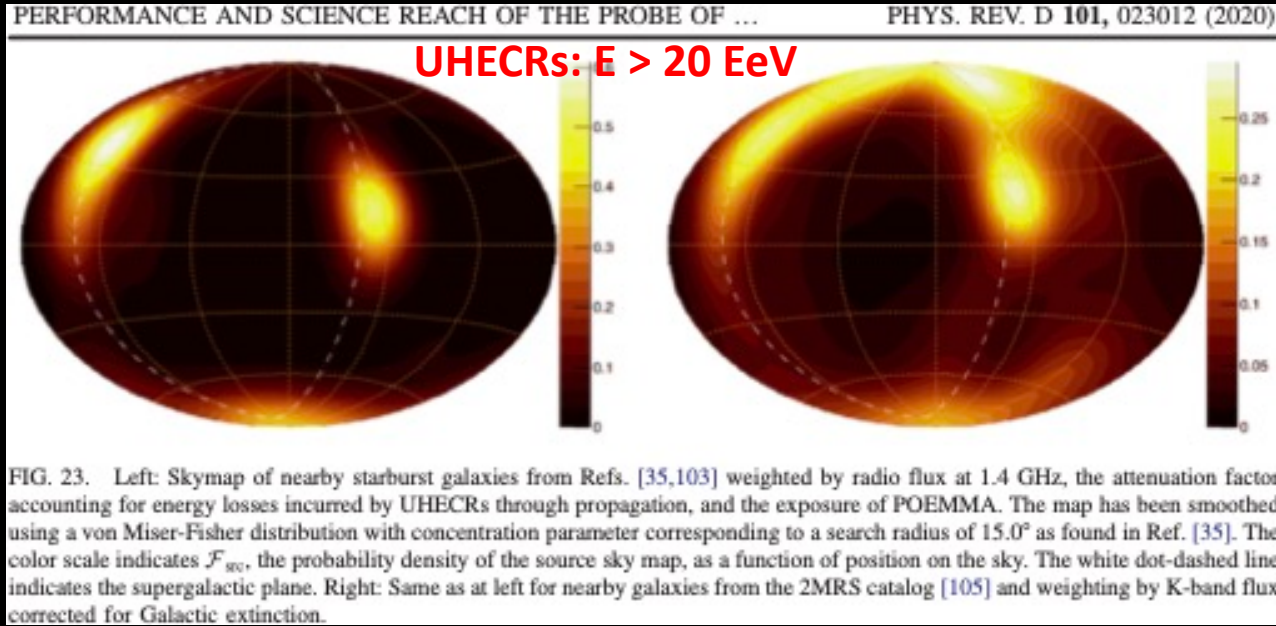 PERFORMANCE AND SCIENCE REACH OF THE PROBE OF … PHYS. REV. D 101, 023012 (2020)
UHECRs: E > 20 EeV
0.5
0.4
0.3
0.2
0.1
0
0.25
0.2
0.15
0.1
0.05
0
FIG. 23. Left: Skymap of nearby starburst galaxies from Refs. [35,103] weighted by radio flux at 1.4 GHz, the attenuation factor
accounting for energy losses incurred by UHECRs through propagation, and the exposure of POEMMA. The map has been smoothed
using a von Miser-Fisher distribution with concentration parameter corresponding to a search radius of 15.0° as found in Ref. [35]. The
color scale indicates ℱsrc, the probability density of the source sky map, as a function of position on the sky. The white dot-dashed line
indicates the supergalactic plane. Right: Same as at left for nearby galaxies from the 2MRS catalog [105] and weighting by K-band flux
corrected for Galactic extinction.